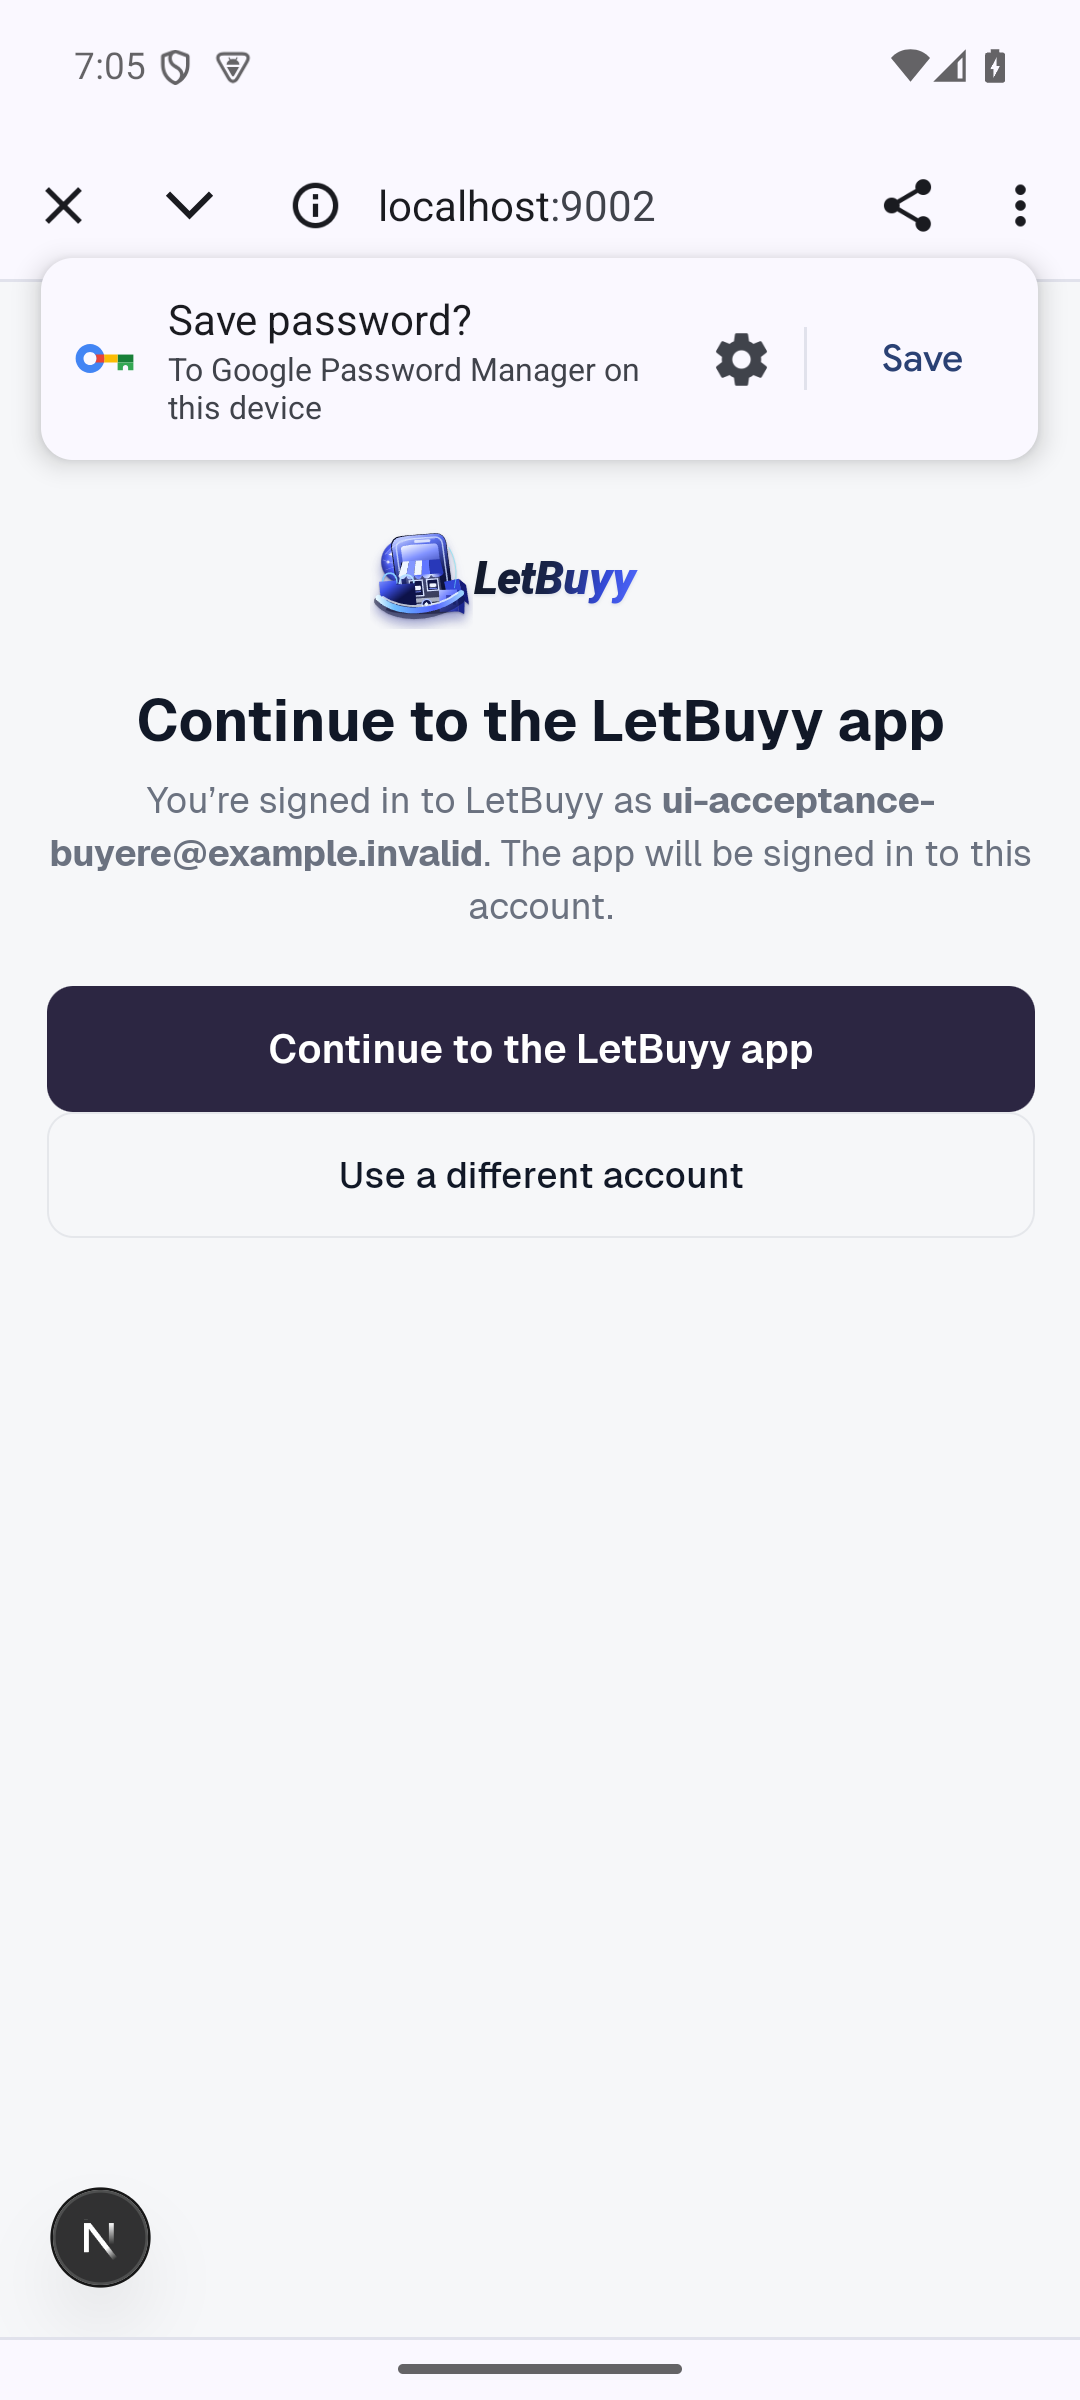 7:05
localhost:9002
Save password?
To Google Password Manager on
this device
Save
LetBuyy
Continue to the LetBuyy app
You’re signed in to LetBuyy as ui-acceptance-
buyere@example.invalid. The app will be signed in to this
account.
Continue to the LetBuyy app
Use a different account
N